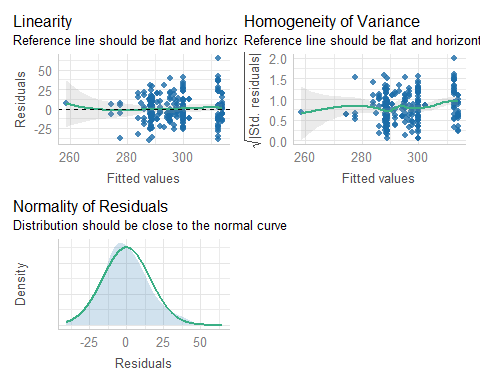 Linearity
Reference line should be flat and horizo
Residuals
50
25
0
-25
260
280
300
Fitted values
Homogeneity of Variance
Reference line should be flat and horizont
√|Std. residuals|
2.0
1.5
1.0
0.5
0.0
260
280
300
Fitted values
Normality of Residuals
Distribution should be close to the normal curve
Density
-25
0
25
50
Residuals